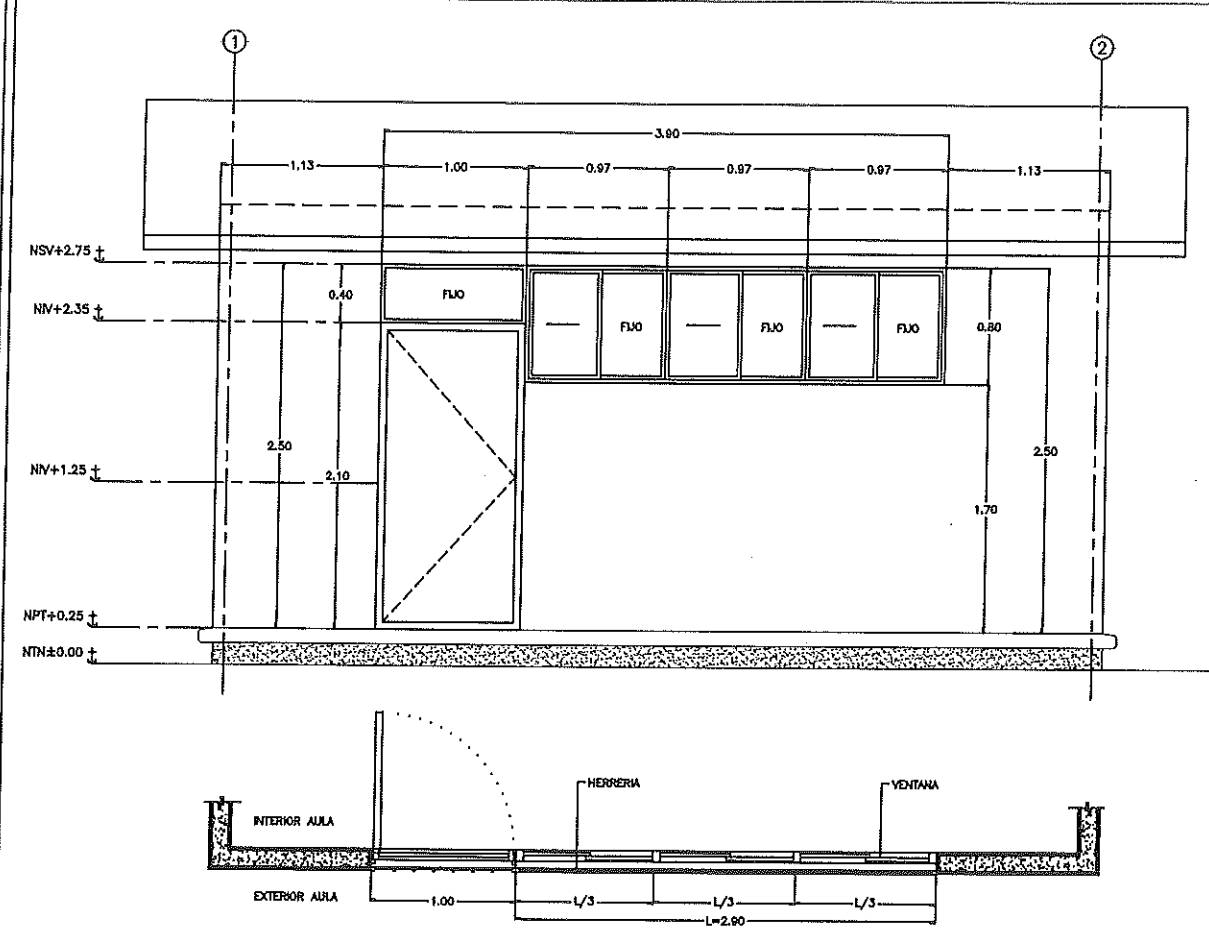 1
2
3.90
1.13
1.00
0.97
0.97
0.97
1.13
NSV+2.75
0.40
FIJO
NIV+2.35
FIJO
FIJO
FIJO
0.80
2.50
2.50
NIV+1.25
2.10
1.70
NPT+0.25
NTN±0.00
HERRERIA
VENTANA
INTERIOR AULA
EXTERIOR AULA
1.00
L/3
L/3
L/3
L=2.90